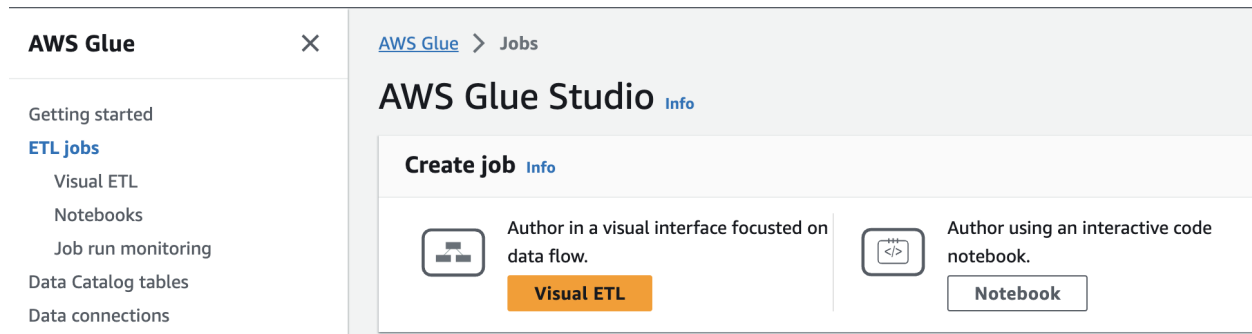 AWS Glue
Getting started
ETL jobs
Visual ETL
Notebooks
Job run monitoring
Data Catalog tables
Data connections
AWS Glue > Jobs
AWS Glue Studio Info
Create job Info
Author in a visual interface focusted on
data flow.
Visual ETL
Author using an interactive code
notebook.
Notebook